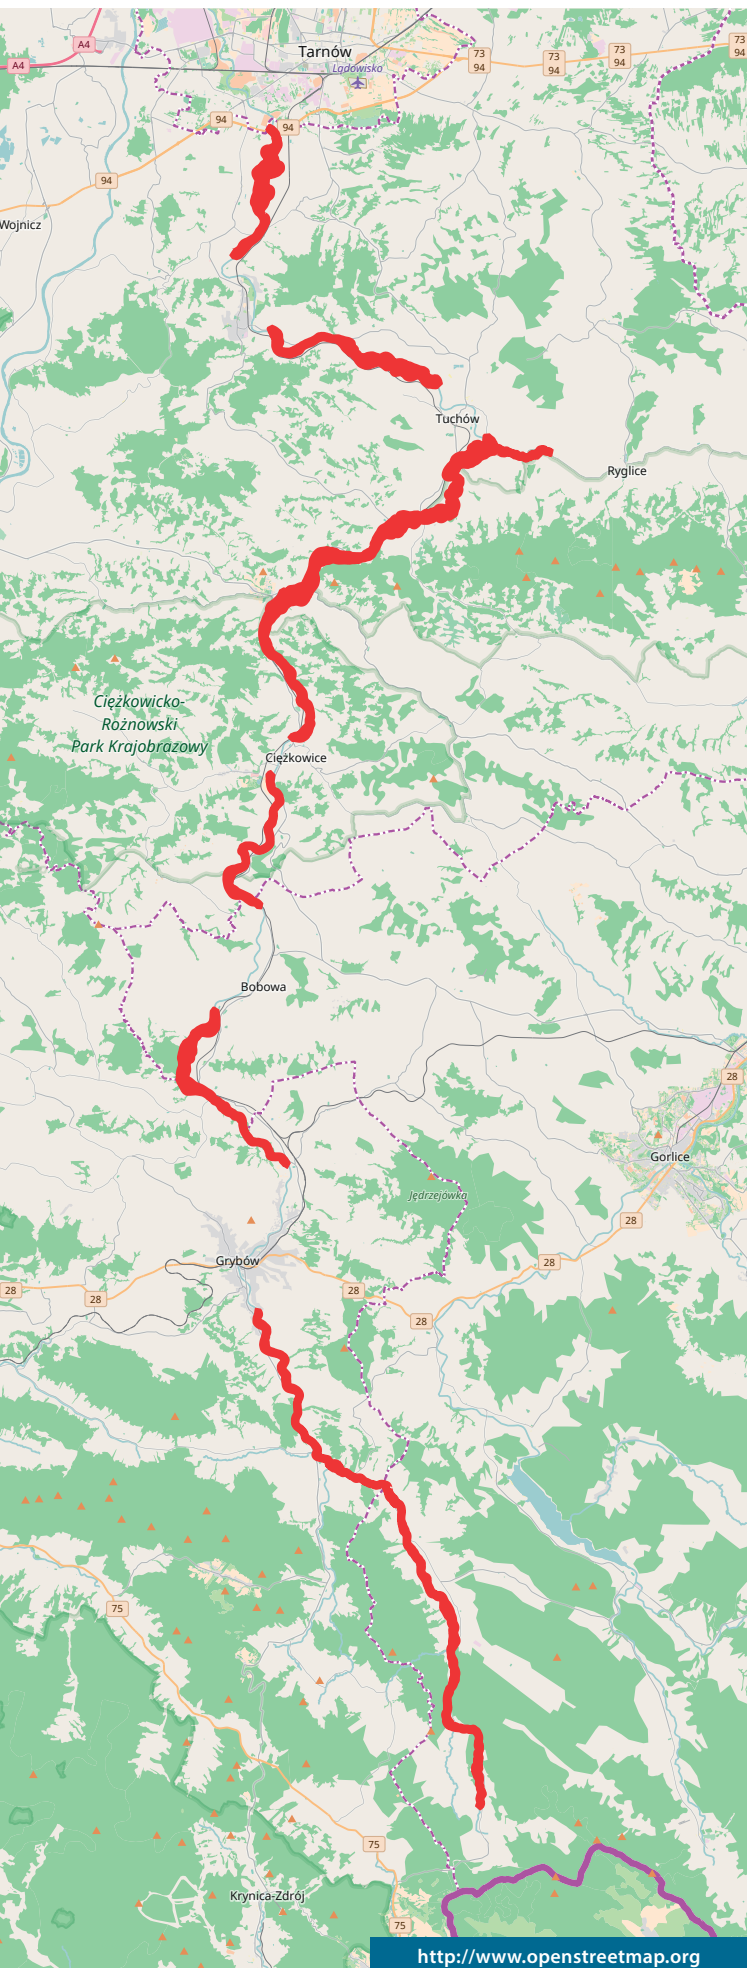 Tarnów
A4
A4
Lądowisko
73
94
73
94
73
94
73
94
94
94
94
Wojnicz
Tuchów
Ryglice
Ciężkowicko-
Rożnowski
Park Krajobrazowy
Ciężkowice
Bobowa
28
Gorlice
Jędrzejówka
28
Grybów
28
28
28
28
28
75
75
Krynica-Zdrój
75
http://www.openstreetmap.org